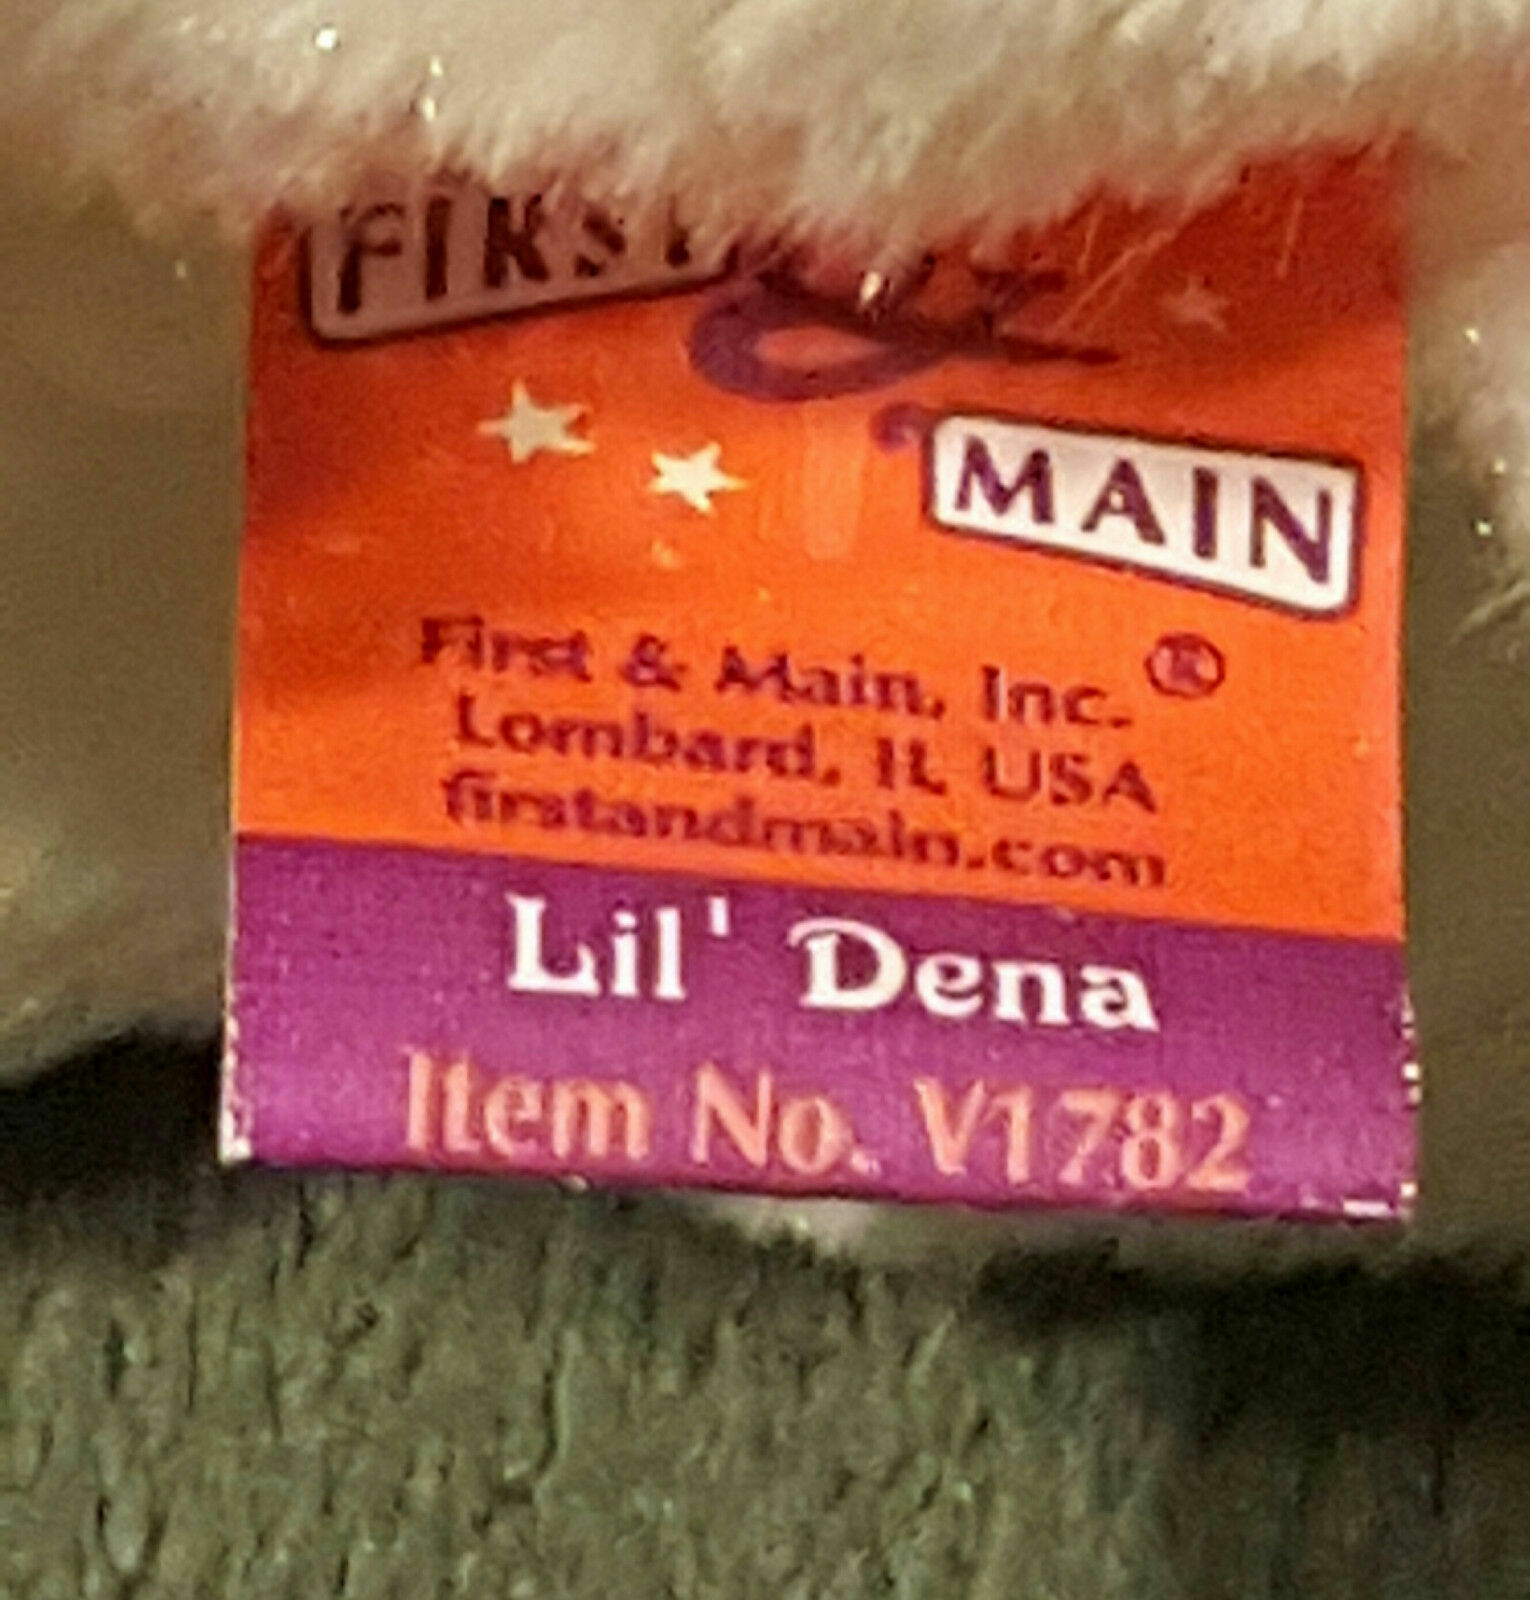 FIRST
&
MAIN
First & Main, Inc.®
Lombard, IL USA
firstandmain.com
Lil' Dena
Item No. V1782